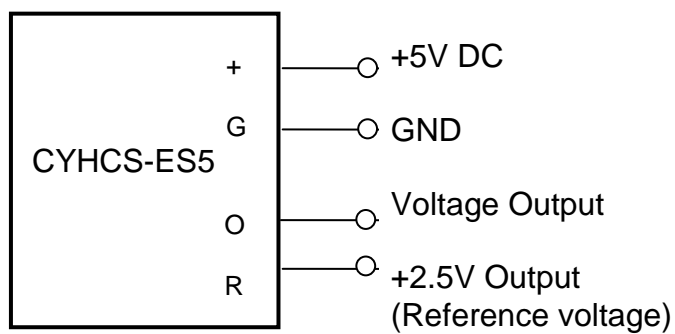 + +5V DC
G GND
CYHCS-ES5
O Voltage Output
R +2.5V Output
(Reference voltage)